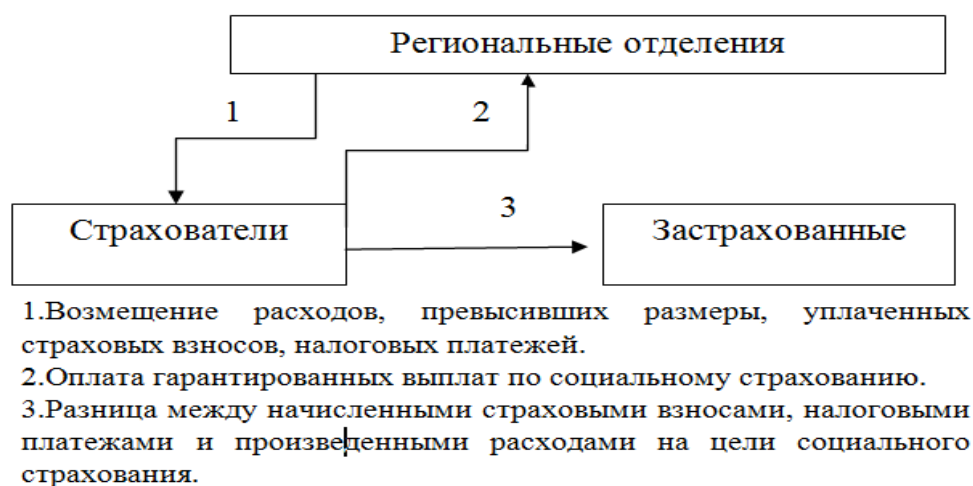 Региональные отделения
1
2
3
Страхователи
Застрахованные
1.Возмещение расходов, превысивших размеры, уплаченных
страховых взносов, налоговых платежей.
2.Оплата гарантированных выплат по социальному страхованию.
3.Разница между начисленными страховыми взносами, налоговыми
платежами и произведенными расходами на цели социального
страхования.